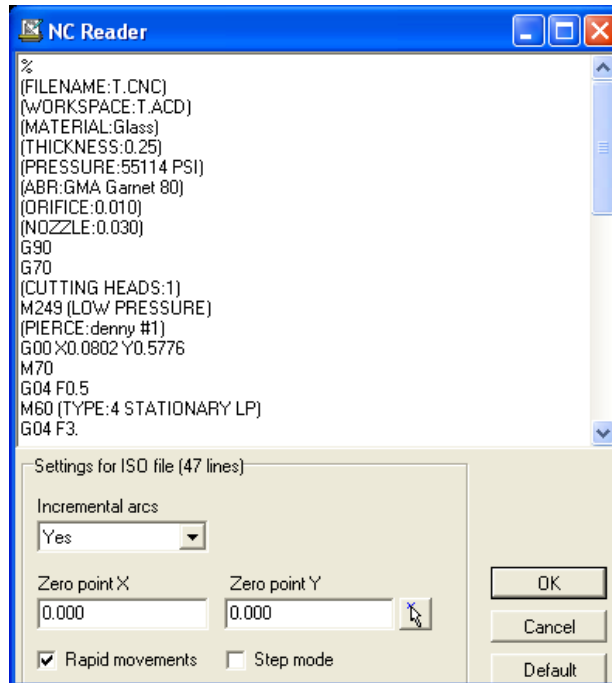 NC Reader
%
(FILENAME:T.CNC)
(WORKSPACE:T.ACD)
(MATERIAL:Glass)
(THICKNESS:0.25)
(PRESSURE:55114 PSI)
(ABR:GMA Garnet 80)
(ORIFICE:0.010)
(NOZZLE:0.030)
G90
G70
(CUTTING HEADS:1)
M249 (LOW PRESSURE)
(PIERCE:denny #1)
G00 X0.0802 Y0.5776
M70
G04 F0.5
M60 (TYPE:4 STATIONARY LP)
G04 F3.
Settings for ISO file (47 lines)
Incremental arcs
Yes
Zero point X Zero point Y
0.000 0.000
Rapid movements Step mode
OK
Cancel
Default